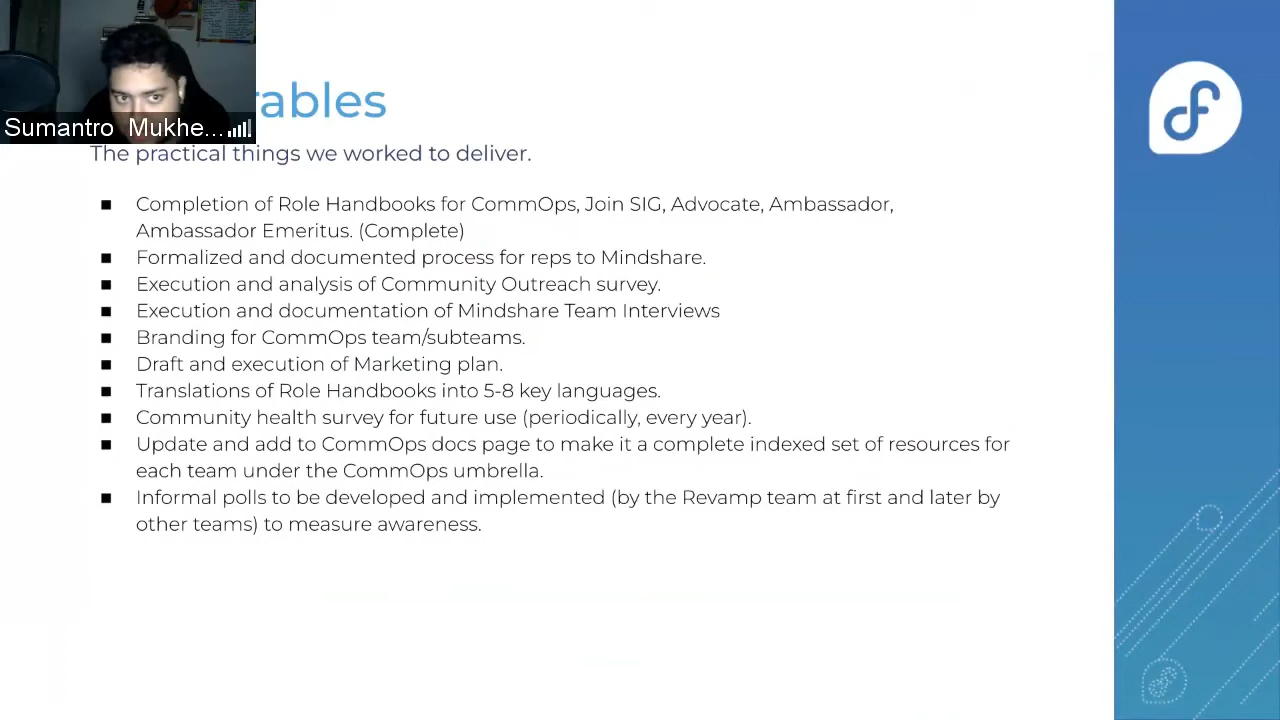 rables
Sumantro Mukhe...
The practical things we worked to deliver.
■ Completion of Role Handbooks for CommOps, Join SIG, Advocate, Ambassador,
Ambassador Emeritus. (Complete)
■ Formalized and documented process for reps to Mindshare.
■ Execution and analysis of Community Outreach survey.
■ Execution and documentation of Mindshare Team Interviews
■ Branding for CommOps team/subteams.
■ Draft and execution of Marketing plan.
■ Translations of Role Handbooks into 5-8 key languages.
■ Community health survey for future use (periodically, every year).
■ Update and add to CommOps docs page to make it a complete indexed set of resources for
each team under the CommOps umbrella.
■ Informal polls to be developed and implemented (by the Revamp team at first and later by
other teams) to measure awareness.